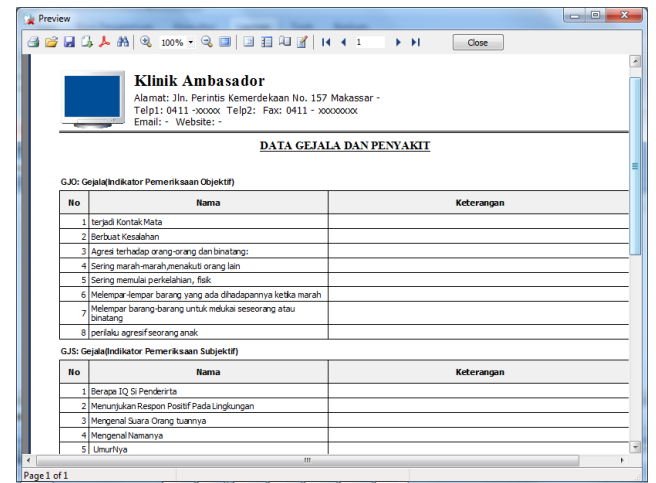 Preview
100%
1
Close
Klinik Ambasador
Alamat: Jln. Perintis Kemerdekaan No. 157 Makassar -
Telp1: 0411 -xxxxx Telp2: Fax: 0411 - xxxxxxxx
Email: - Website: -
DATA GEJALA DAN PENYAKIT
GJO: Gejala(Indikator Pemeriksaan Objektif)
No Nama Keterangan
1 terjadi Kontak Mata
2 Berbuat Kesalahan
3 Agresi terhadap orang-orang dan binatang:
4 Sering marah-marah,menakuti orang lain
5 Sering memulai perkelahian, fisik
6 Melempar-lempar barang yang ada dihadapannya ketika marah
7 Melempar barang-barang untuk melukai seseorang atau
binatang
8 perilaku agresif seorang anak
GJS: Gejala(Indikator Pemeriksaan Subjektif)
No Nama Keterangan
1 Berapa IQ Si Penderirta
2 Menunjukan Respon Positif Pada Lingkungan
3 Mengenal Suara Orang tuannya
4 Mengenal Namanya
5 UmurNya
Page 1 of 1